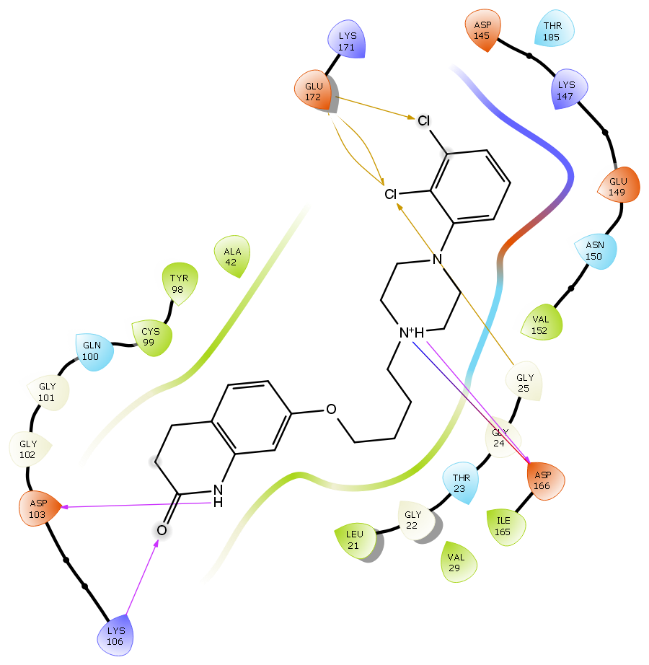 ASP
145
THR
185
LYS
171
LYS
147
GLU
172
Cl
GLU
149
Cl
ASN
150
ALA
42
N
TYR
98
VAL
152
CYS
99
N+H
GLN
100
GLY
25
GLY
101
O
GLY
24
GLY
102
ASP
166
THR
23
N
H
ASP
103
GLY
22
ILE
165
O
LEU
21
VAL
29
LYS
106